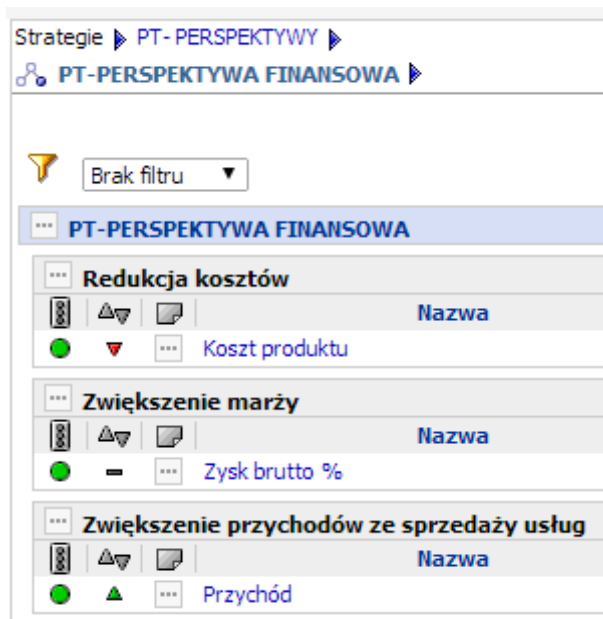 Strategie PT- PERSPEKTYWY
PT-PERSPEKTYWA FINANSOWA
Brak filtru
PT-PERSPEKTYWA FINANSOWA
Redukcja kosztów
Nazwa
Koszt produktu
Zwiększenie marży
Nazwa
Zysk brutto %
Zwiększenie przychodów ze sprzedaży usług
Nazwa
Przychód